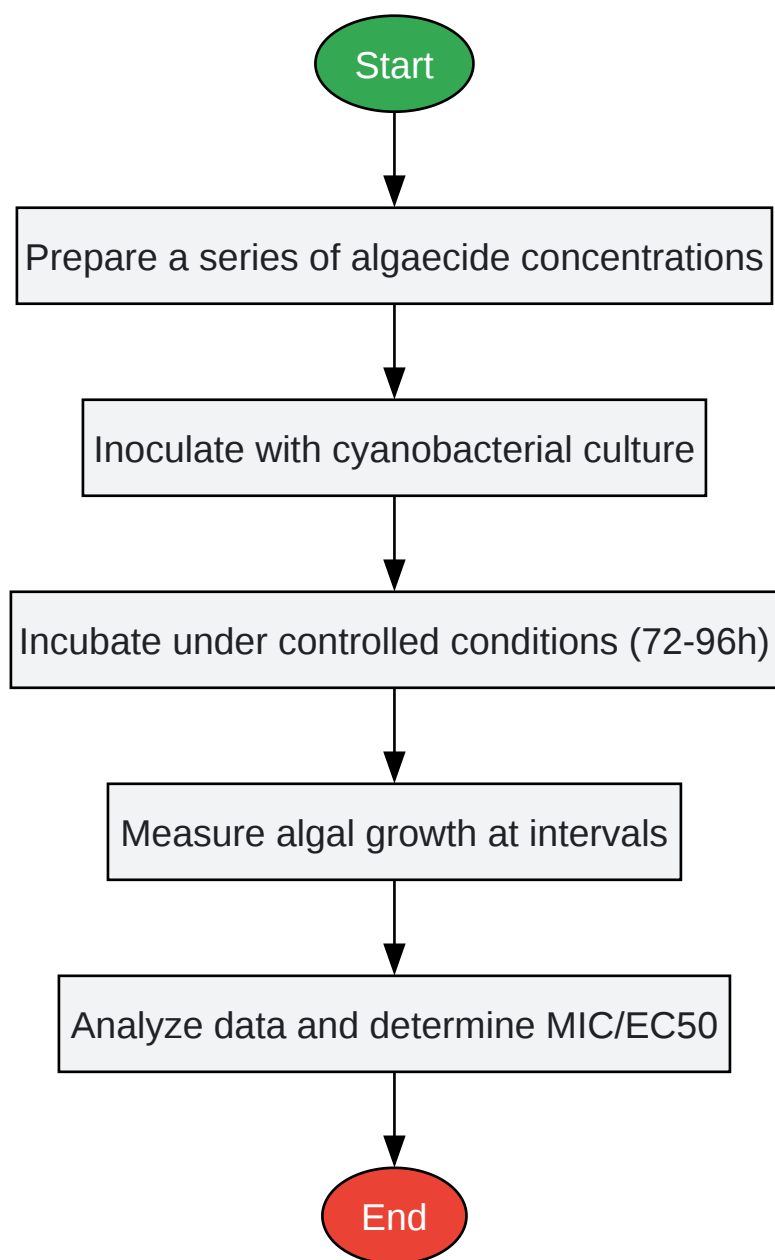 Start
Prepare a series of algaecide concentrations
Inoculate with cyanobacterial culture
Incubate under controlled conditions (72-96h)
Measure algal growth at intervals
Analyze data and determine MIC/EC50
End